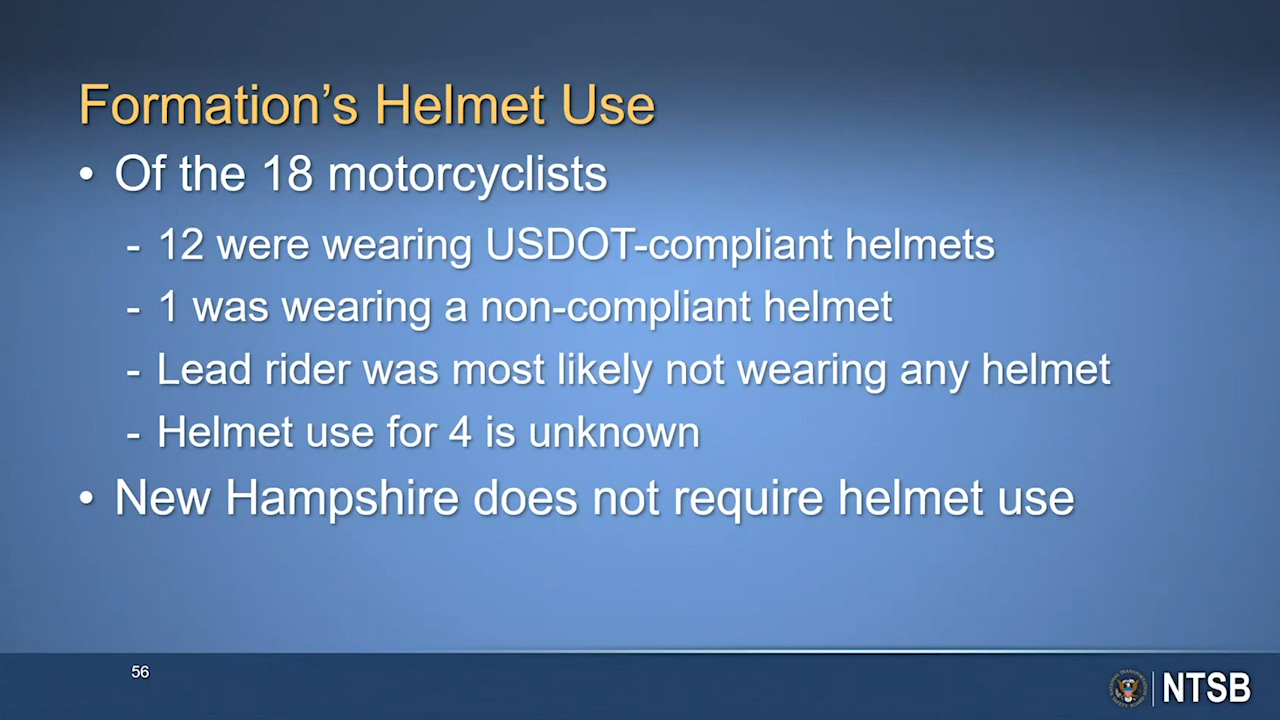 Formation’s Helmet Use
• Of the 18 motorcyclists
- 12 were wearing USDOT-compliant helmets
- 1 was wearing a non-compliant helmet
- Lead rider was most likely not wearing any helmet
- Helmet use for 4 is unknown
• New Hampshire does not require helmet use
56
NTSB